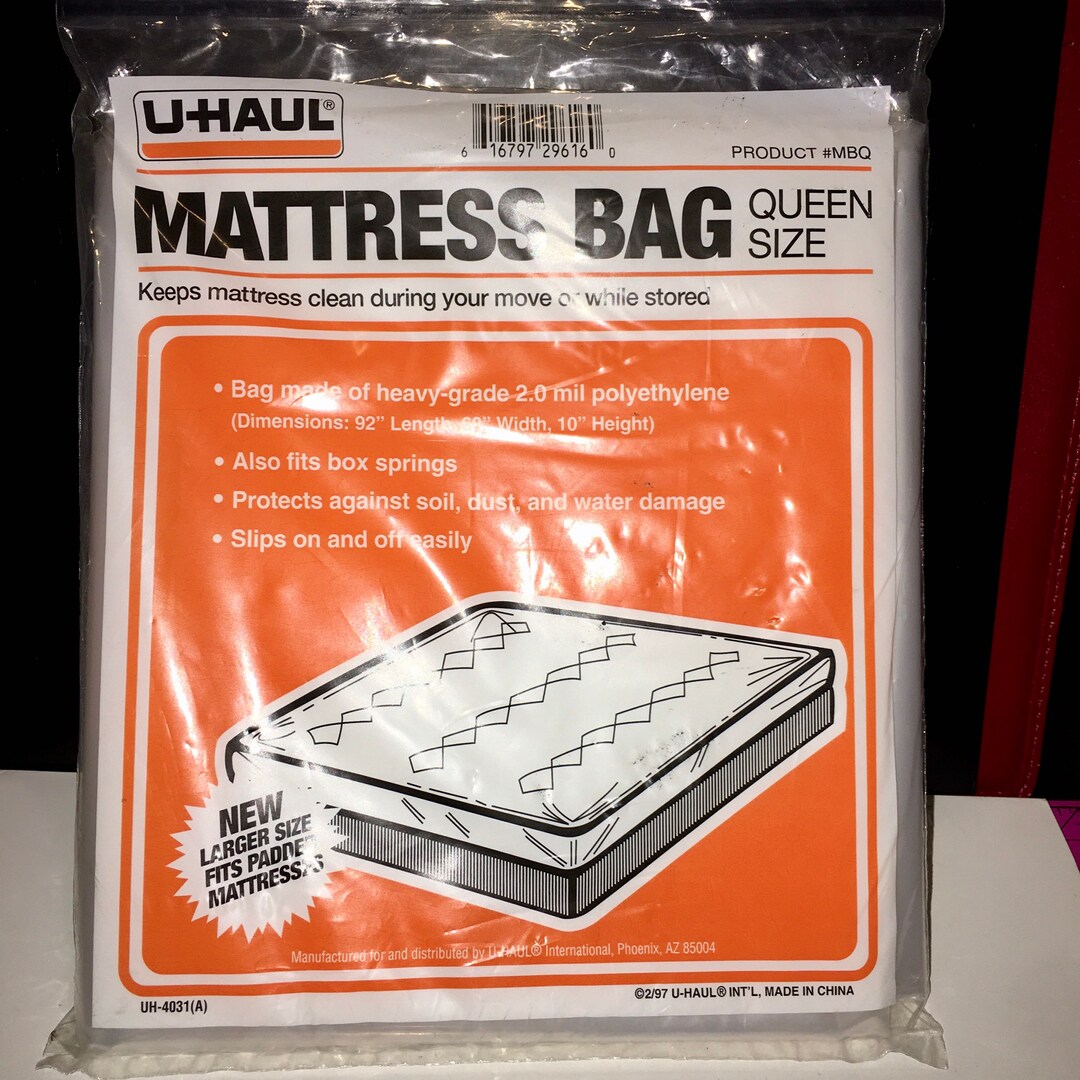 U-HAUL®
6 16797 29616 0
PRODUCT #MBQ
MATTRESS BAG QUEEN SIZE
Keeps mattress clean during your move or while stored
• Bag made of heavy-grade 2.0 mil polyethylene
(Dimensions: 92" Length, Width, 10" Height)
• Also fits box springs
• Protects against soil, dust, and water damage
• Slips on and off easily
NEW
LARGER SIZE
FITS PADDED
MATTRESSES
Manufactured for and distributed by U-HAUL® International, Phoenix, AZ 85004
©2/97 U-HAUL® INT'L, MADE IN CHINA
UH-4031(A)